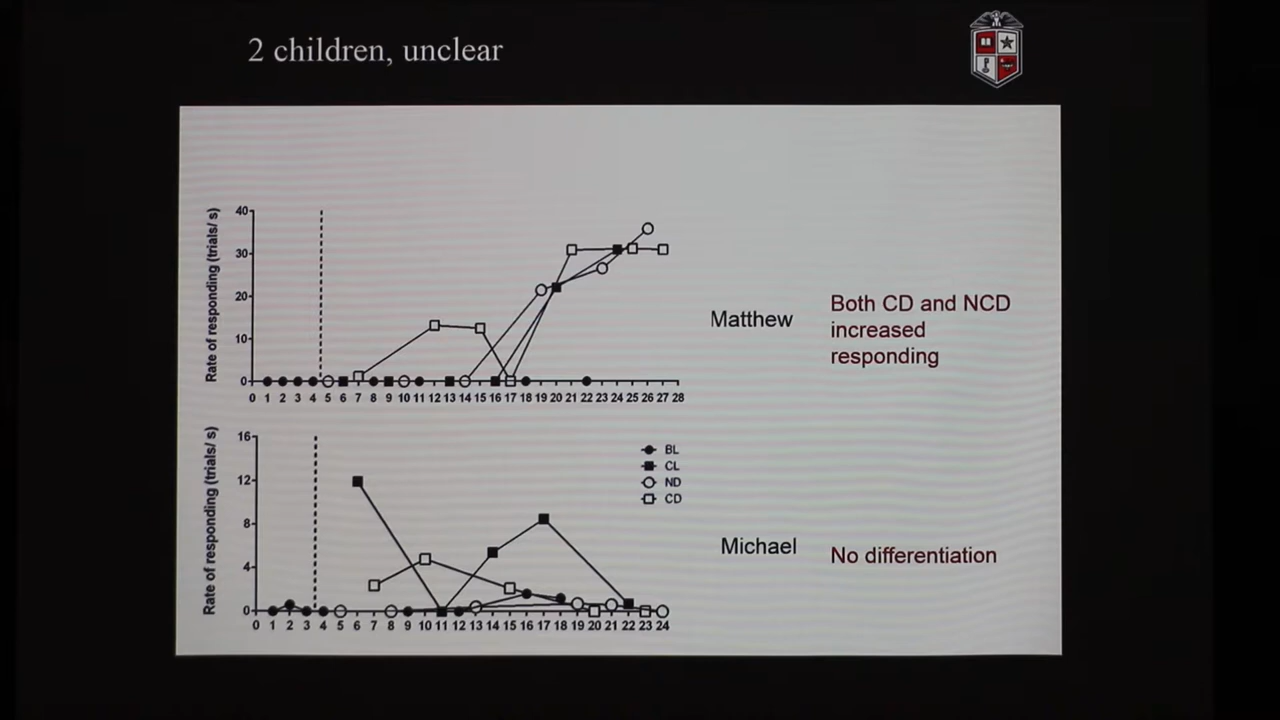 2 children, unclear
Rate of responding (trials/ s)
40
30
20
10
0
0 1 2 3 4 5 6 7 8 9 10 11 12 13 14 15 16 17 18 19 20 21 22 23 24 25 26 27 28
Matthew
Both CD and NCD
increased
responding
Rate of responding (trials/ s)
16
12
8
4
0
0 1 2 3 4 5 6 7 8 9 10 11 12 13 14 15 16 17 18 19 20 21 22 23 24
BL
CL
ND
CD
Michael
No differentiation